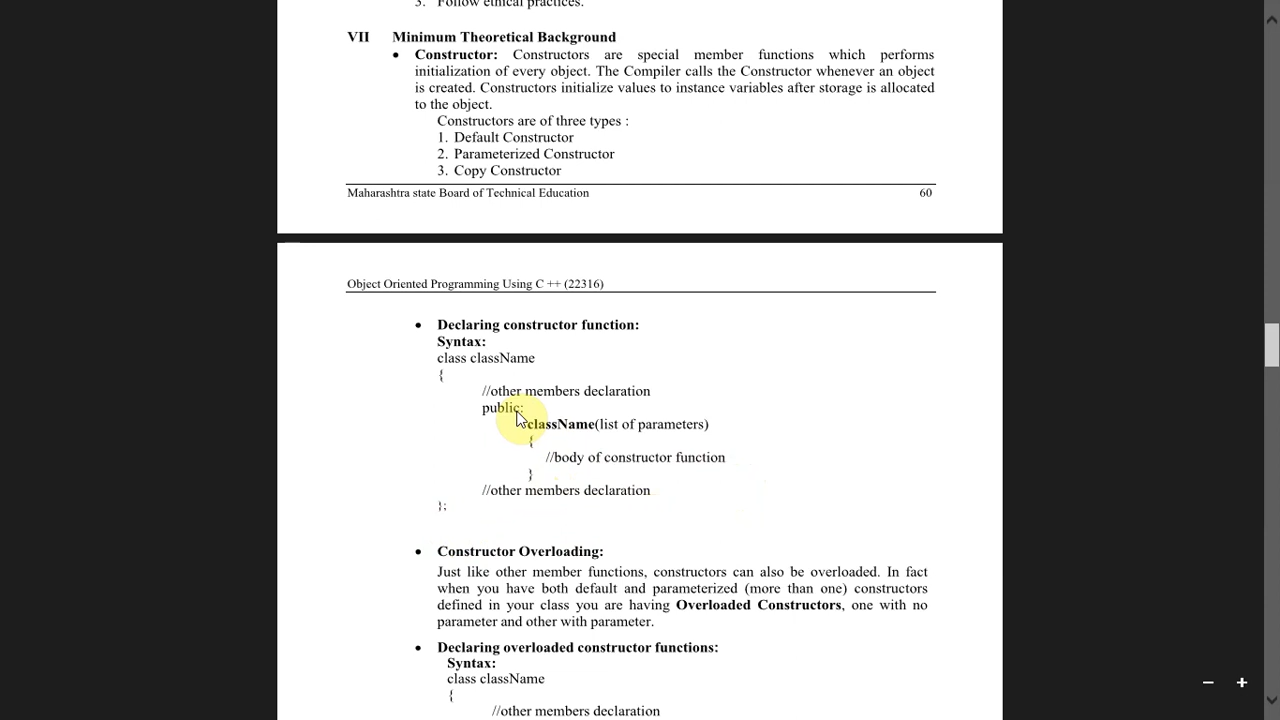 3. Follow ethical practices.
VII Minimum Theoretical Background
• Constructor: Constructors are special member functions which performs
initialization of every object. The Compiler calls the Constructor whenever an object
is created. Constructors initialize values to instance variables after storage is allocated
to the object.
Constructors are of three types :
1. Default Constructor
2. Parameterized Constructor
3. Copy Constructor
Maharashtra state Board of Technical Education 60
Object Oriented Programming Using C ++ (22316)
• Declaring constructor function:
Syntax:
class className
{
//other members declaration
public:
className(list of parameters)
{
//body of constructor function
}
//other members declaration
};
• Constructor Overloading:
Just like other member functions, constructors can also be overloaded. In fact
when you have both default and parameterized (more than one) constructors
defined in your class you are having Overloaded Constructors, one with no
parameter and other with parameter.
• Declaring overloaded constructor functions:
Syntax:
class className
{
//other members declaration